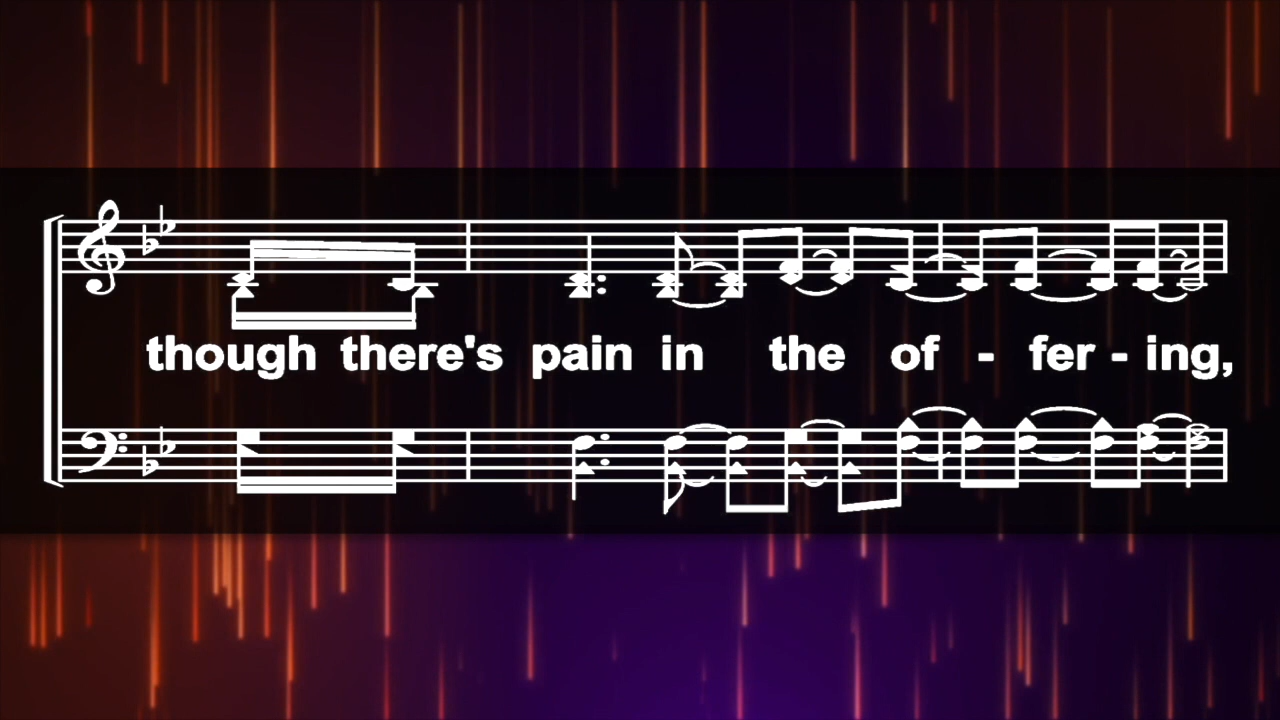 though there's pain in the of - fer - ing,